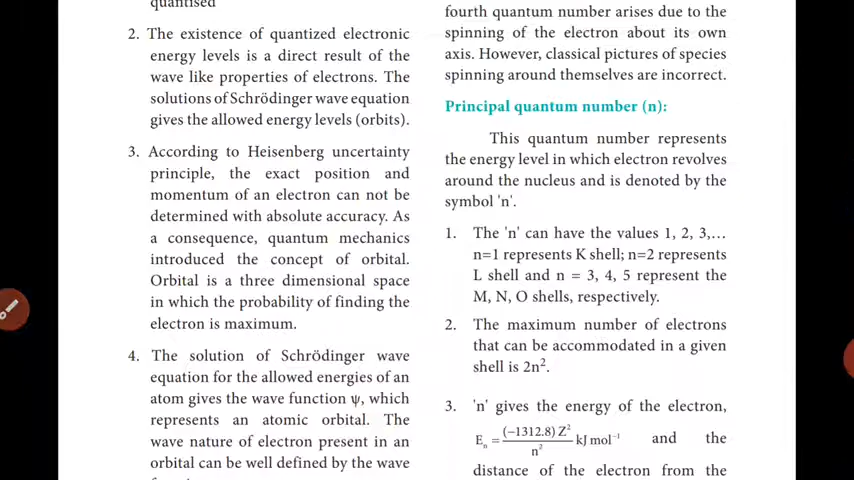 quantised
2. The existence of quantized electronic
energy levels is a direct result of the
wave like properties of electrons. The
solutions of Schrödinger wave equation
gives the allowed energy levels (orbits).
3. According to Heisenberg uncertainty
principle, the exact position and
momentum of an electron can not be
determined with absolute accuracy. As
a consequence, quantum mechanics
introduced the concept of orbital.
Orbital is a three dimensional space
in which the probability of finding the
electron is maximum.
4. The solution of Schrödinger wave
equation for the allowed energies of an
atom gives the wave function ψ, which
represents an atomic orbital. The
wave nature of electron present in an
orbital can be well defined by the wave
fourth quantum number arises due to the
spinning of the electron about its own
axis. However, classical pictures of species
spinning around themselves are incorrect.
Principal quantum number (n):
This quantum number represents
the energy level in which electron revolves
around the nucleus and is denoted by the
symbol 'n'.
1. The 'n' can have the values 1, 2, 3,…
n=1 represents K shell; n=2 represents
L shell and n = 3, 4, 5 represent the
M, N, O shells, respectively.
2. The maximum number of electrons
that can be accommodated in a given
shell is 2n².
3. 'n' gives the energy of the electron,
Eₙ = (−1312.8) Z² / n² kJ mol⁻¹ and the
distance of the electron from the